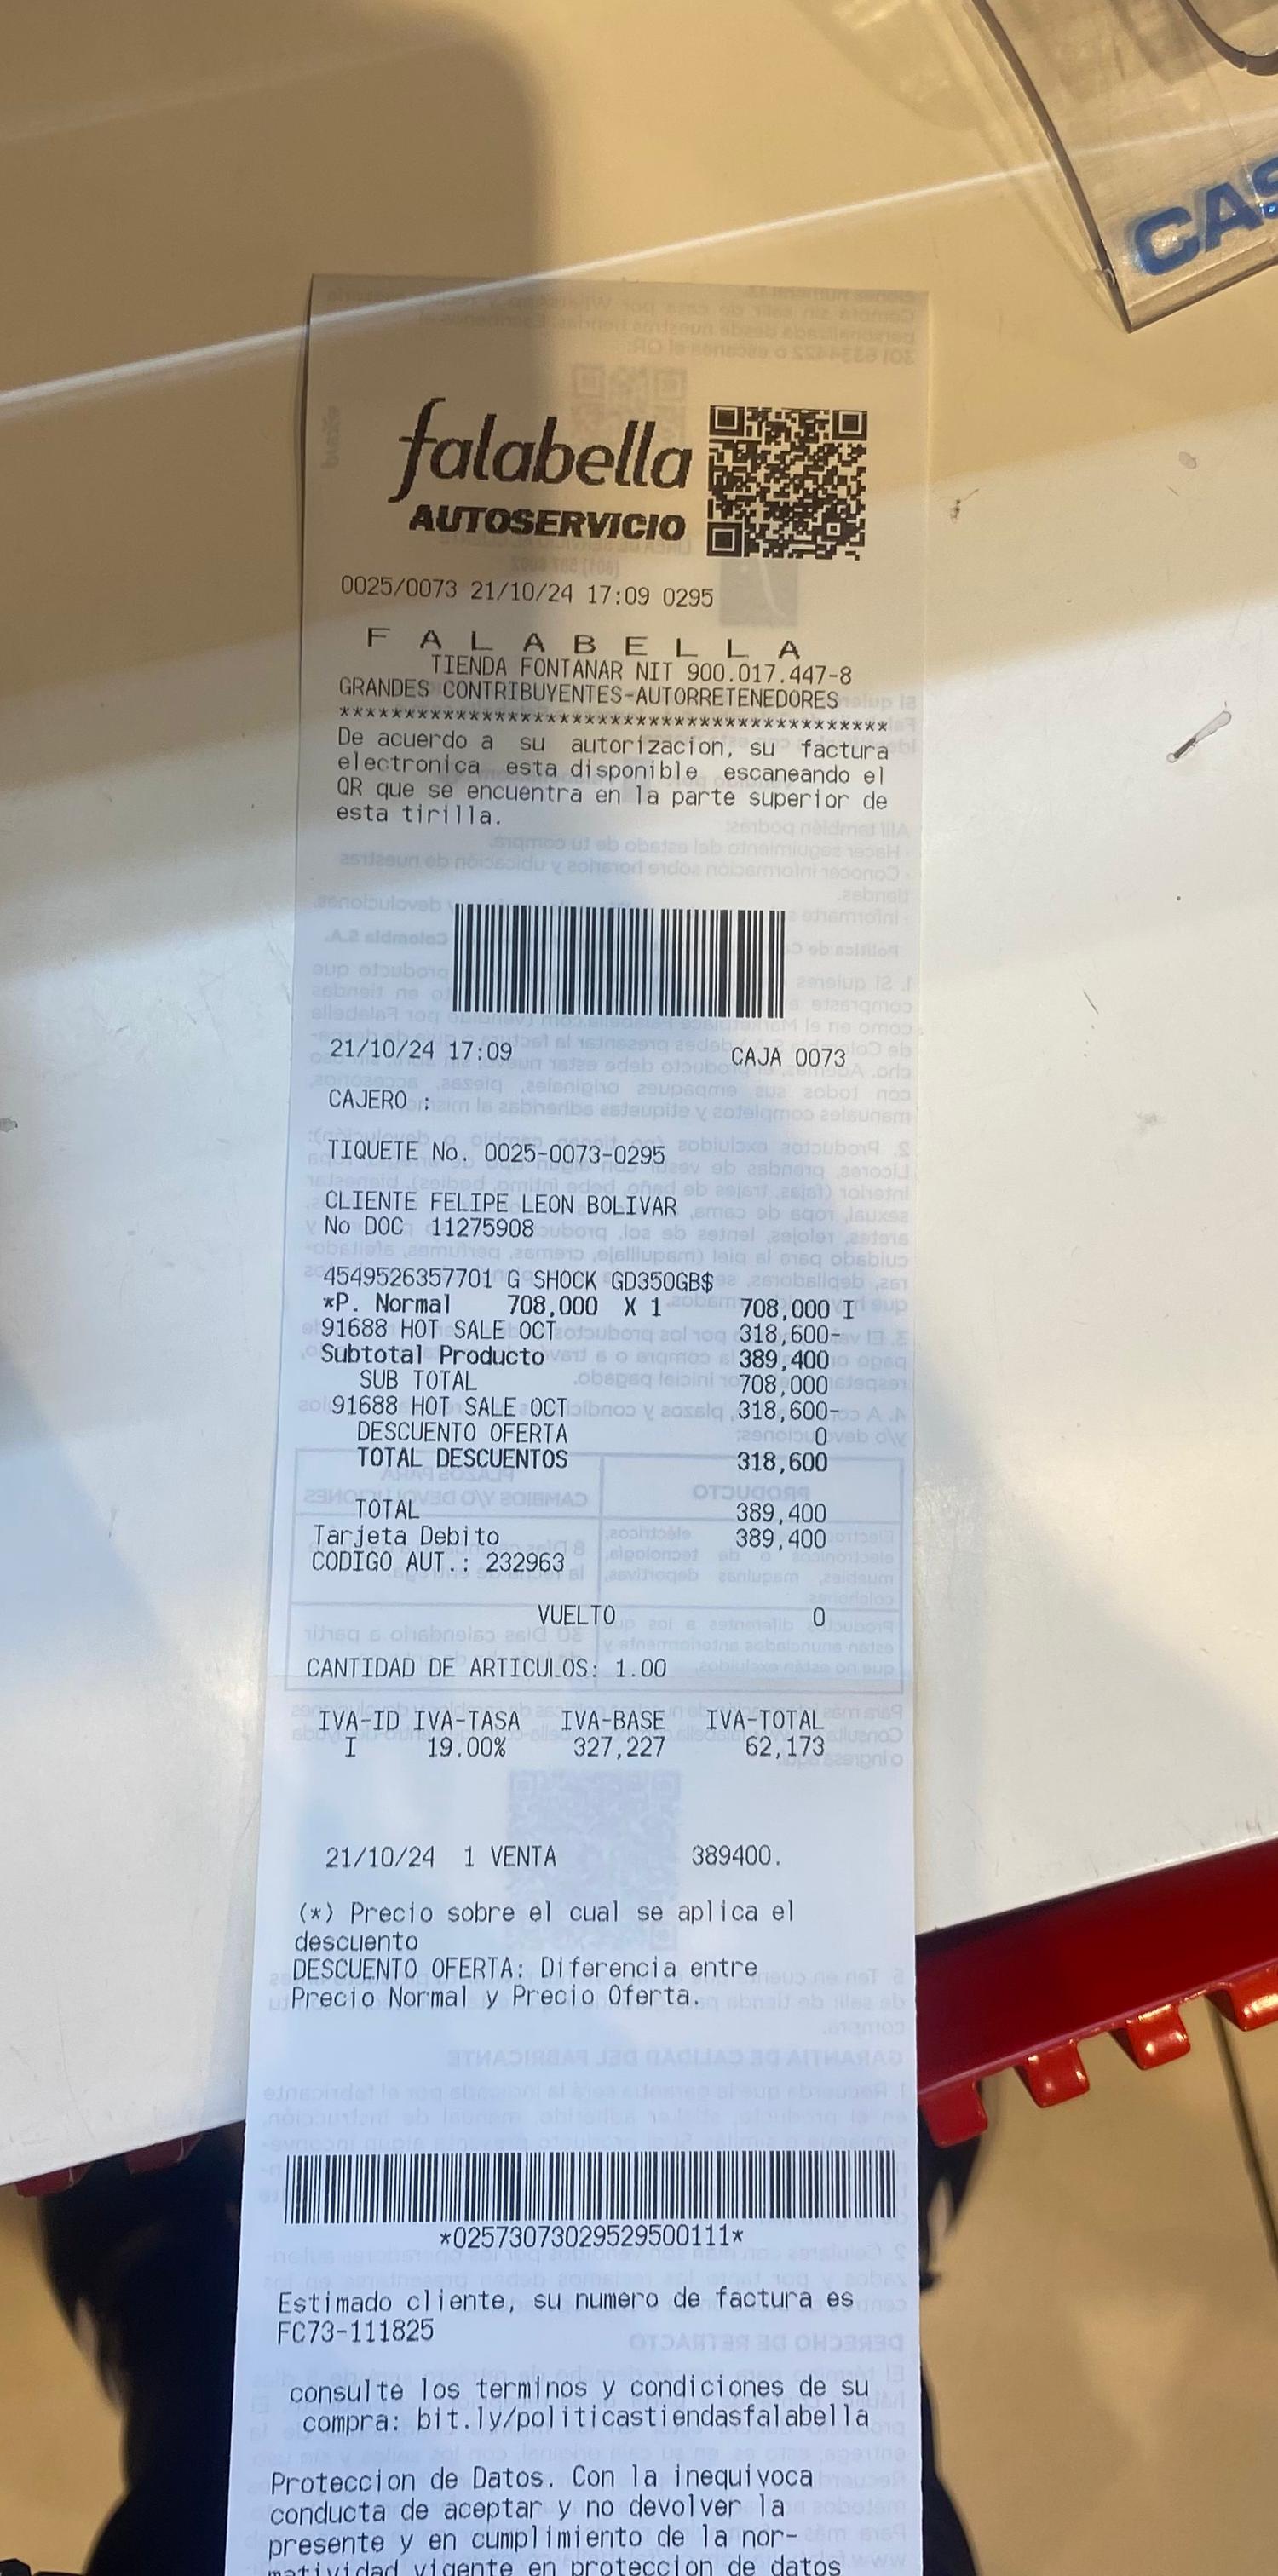 CAS
falabella
AUTOSERVICIO
0025/0073 21/10/24 17:09 0295
F A L A B E L L A
TIENDA FONTANAR NIT 900.017.447-8
GRANDES CONTRIBUYENTES-AUTORRETENEDORES
******************************************
De acuerdo a su autorizacion, su factura
electronica esta disponible escaneando el
QR que se encuentra en la parte superior de
esta tirilla.
21/10/24 17:09 CAJA 0073
CAJERO :
TIQUETE No. 0025-0073-0295
CLIENTE FELIPE LEON BOLIVAR
No DOC 11275908
4549526357701 G SHOCK GD350GB$
*P. Normal 708,000 X 1 708,000 I
91688 HOT SALE OCT 318,600-
Subtotal Producto 389,400
SUB TOTAL 708,000
91688 HOT SALE OCT 318,600-
DESCUENTO OFERTA 0
TOTAL DESCUENTOS 318,600
TOTAL 389,400
Tarjeta Debito 389,400
CODIGO AUT.: 232963
VUELTO 0
CANTIDAD DE ARTICULOS: 1.00
IVA-ID IVA-TASA IVA-BASE IVA-TOTAL
I 19.00% 327,227 62,173
21/10/24 1 VENTA 389400.
(*) Precio sobre el cual se aplica el
descuento
DESCUENTO OFERTA: Diferencia entre
Precio Normal y Precio Oferta.
*02573073029529500111*
Estimado cliente, su numero de factura es
FC73-111825
consulte los terminos y condiciones de su
compra: bit.ly/politicastiendasfalabella
Proteccion de Datos. Con la inequivoca
conducta de aceptar y no devolver la
presente y en cumplimiento de la nor-
matividad vigente en proteccion de datos